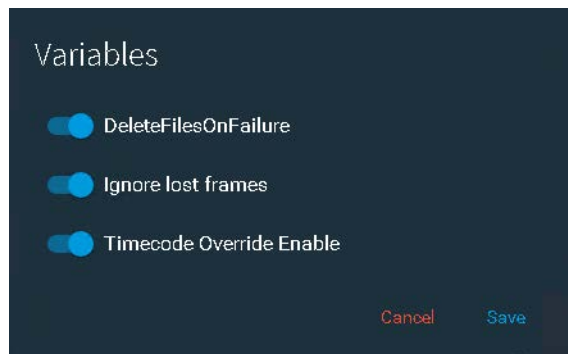 Variables
DeleteFilesOnFailure
Ignore lost frames
Timecode Override Enable
Cancel Save